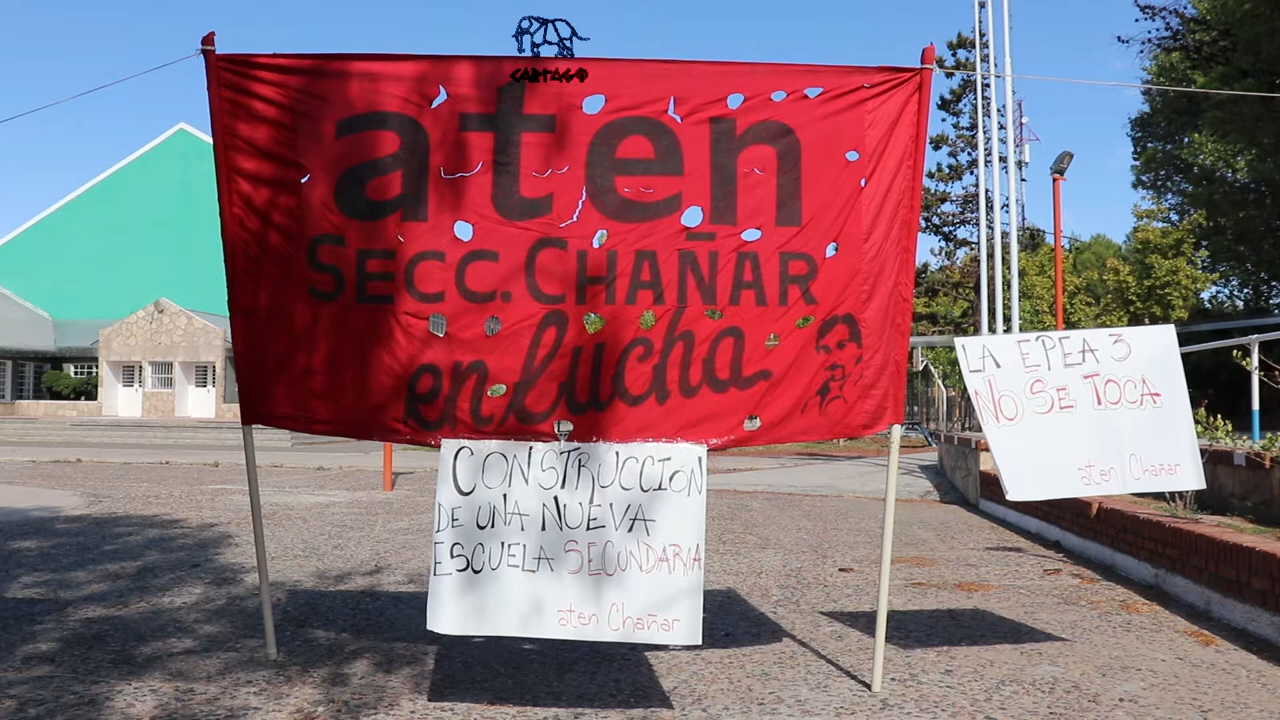 CARTAGO
aten
SECC. CHAÑAR
en lucha
LA EPEA 3
NO SE TOCA
aten Chañar
CONSTRUCCION
DE UNA NUEVA
ESCUELA SECUNDARIA
aten Chañar